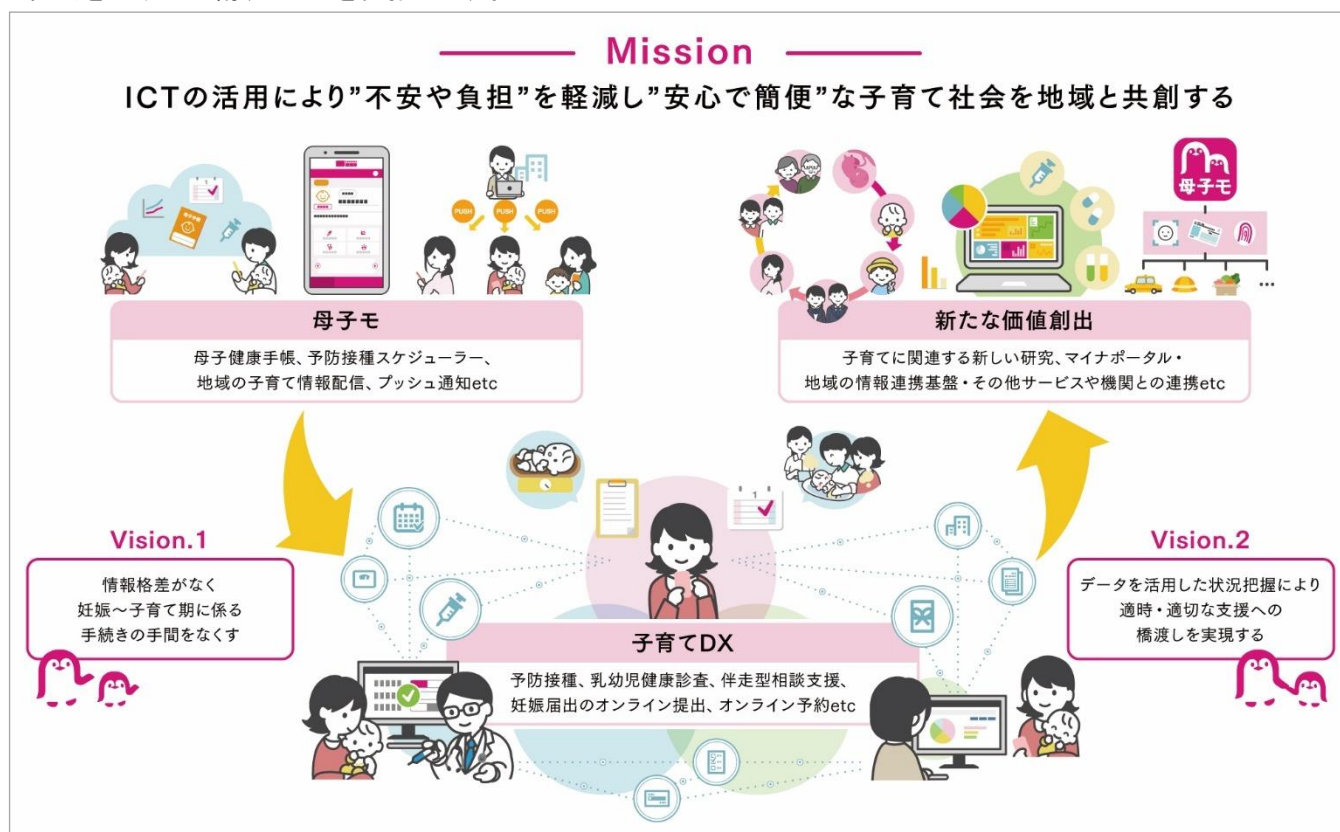 Mission
ICTの活用により”不安や負担”を軽減し”安心で簡便”な子育て社会を地域と共創する
母子手帳
1
PUSH
PUSH
PUSH
母子モ
母子健康手帳、予防接種スケジューラー、
地域の子育て情報配信、プッシュ通知etc
母子モ
...
新たな価値創出
子育てに関連する新しい研究、マイナポータル・
地域の情報連携基盤・その他サービスや機関との連携etc
Vision.1
情報格差がなく
妊娠〜子育て期に係る
手続きの手間をなくす
1
子育てDX
予防接種、乳幼児健康診査、伴走型相談支援、
妊娠届出のオンライン提出、オンライン予約etc
Vision.2
データを活用した状況把握により
適時・適切な支援への
橋渡しを実現する